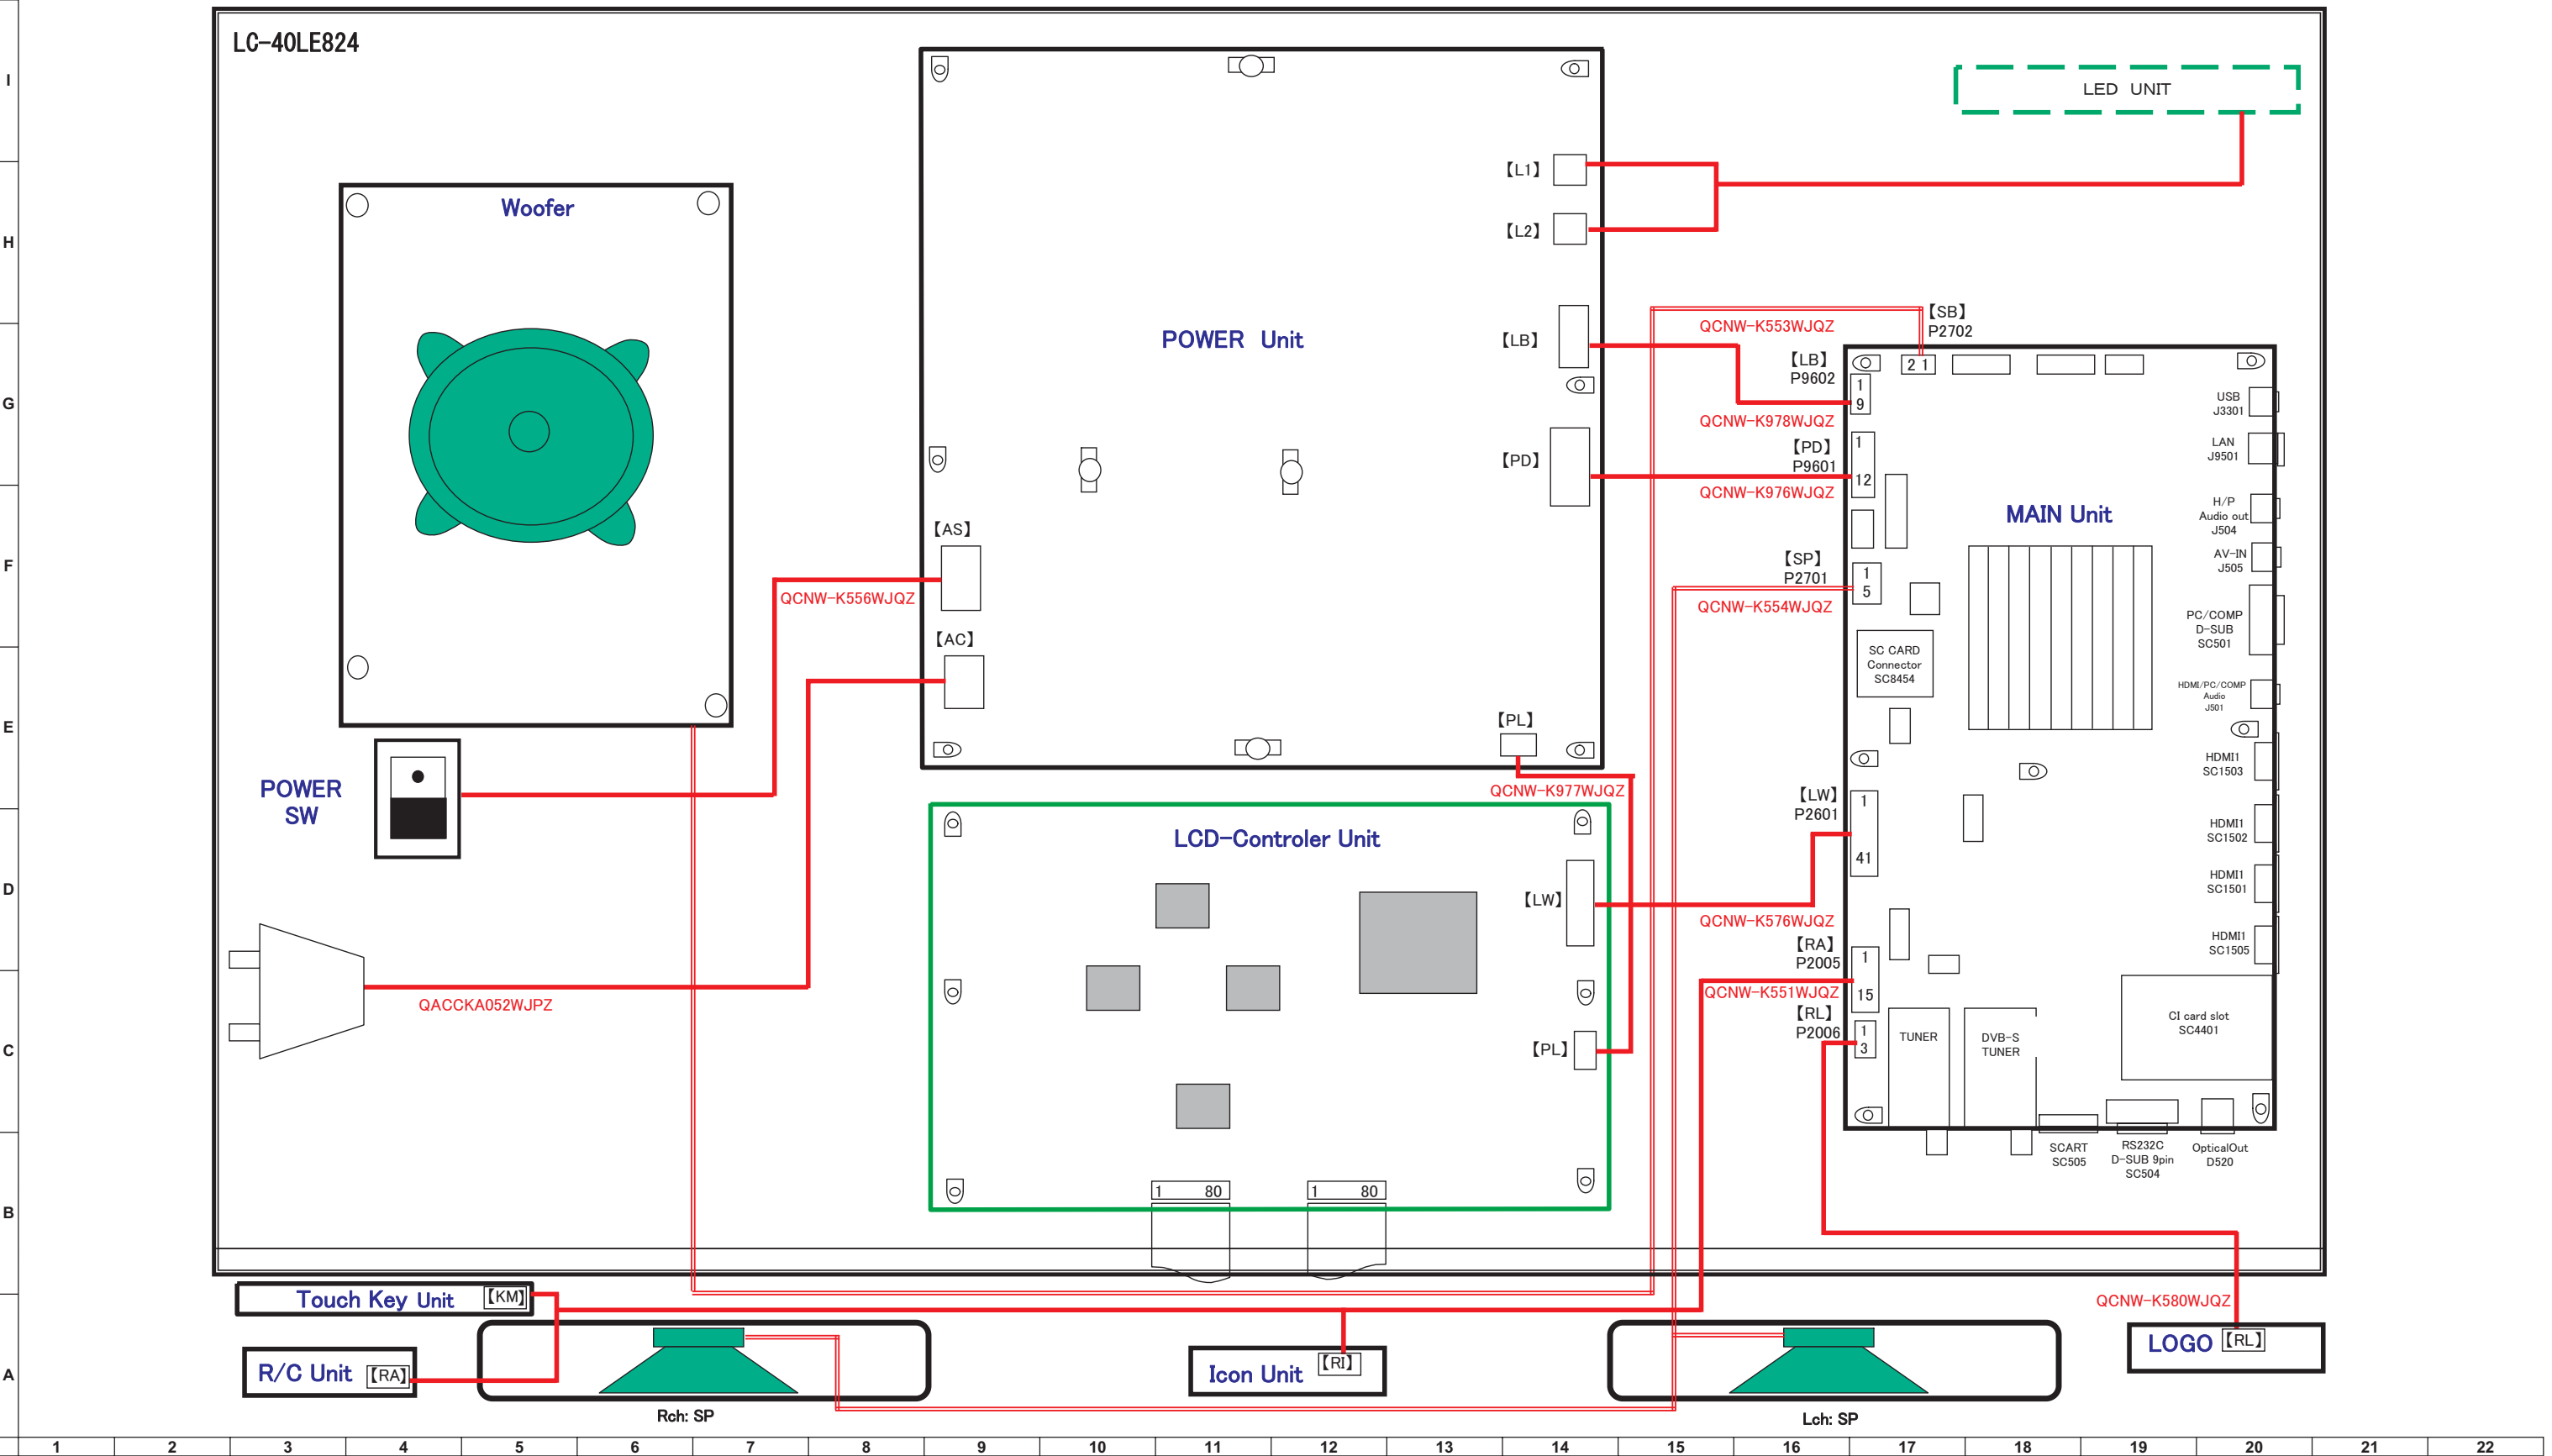 LC-40LE824
I
H
G
F
E
D
C
B
A
Woofer
POWER
SW
QACCKA052WJPZ
QCNW-K556WJQZ
POWER Unit
【AS】
【AC】
【L1】
【L2】
【LB】
【PD】
【PL】
QCNW-K977WJQZ
LCD-Controler Unit
【LW】
【PL】
1 80
1 80
LED UNIT
QCNW-K553WJQZ
【SB】
P2702
2 1
【LB】
P9602
1
9
QCNW-K978WJQZ
【PD】
P9601
1
12
QCNW-K976WJQZ
【SP】
P2701
1
5
QCNW-K554WJQZ
【LW】
P2601
1
41
QCNW-K576WJQZ
【RA】
P2005
1
15
QCNW-K551WJQZ
【RL】
P2006
1
3
MAIN Unit
SC CARD
Connector
SC8454
USB
J3301
LAN
J9501
H/P
Audio out
J504
AV-IN
J505
PC/COMP
D-SUB
SC501
HDMI/PC/COMP
Audio
J501
HDMI1
SC1503
HDMI1
SC1502
HDMI1
SC1501
HDMI1
SC1505
CI card slot
SC4401
TUNER
DVB-S
TUNER
SCART
SC505
RS232C
D-SUB 9pin
SC504
OpticalOut
D520
Touch Key Unit 【KM】
R/C Unit 【RA】
Rch: SP
Icon Unit 【RI】
Lch: SP
QCNW-K580WJQZ
LOGO 【RL】
1 2 3 4 5 6 7 8 9 10 11 12 13 14 15 16 17 18 19 20 21 22